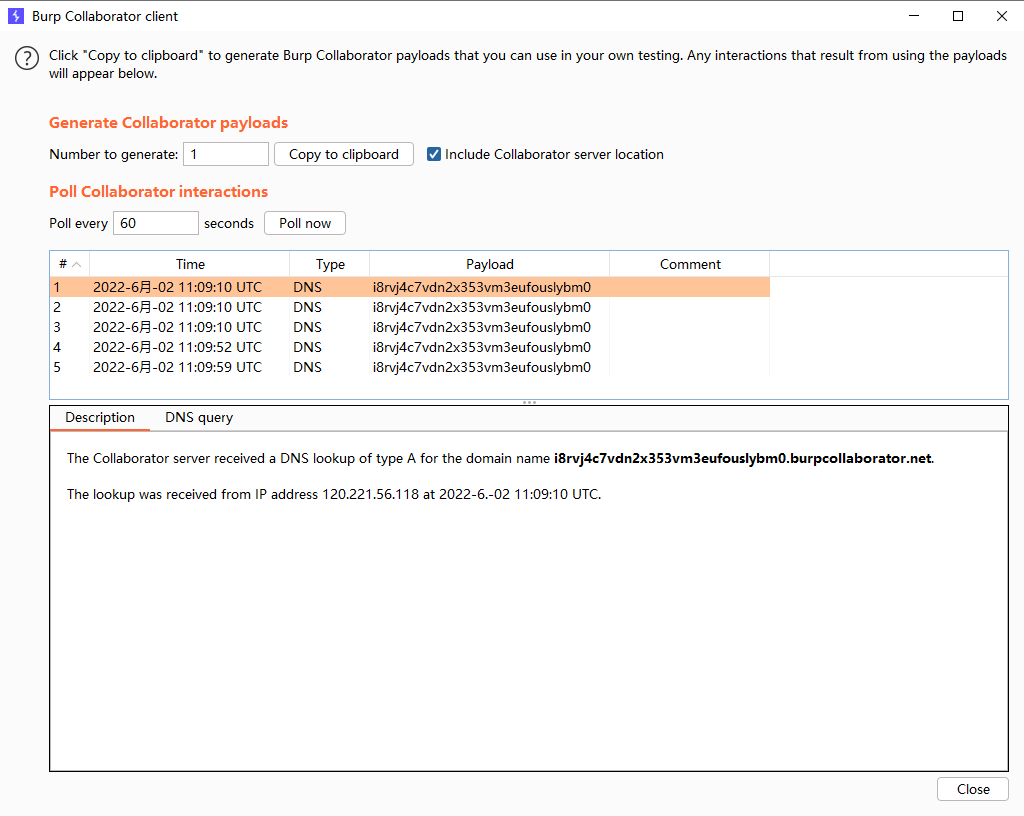 Burp Collaborator client
Click "Copy to clipboard" to generate Burp Collaborator payloads that you can use in your own testing. Any interactions that result from using the payloads
will appear below.
Generate Collaborator payloads
Number to generate: 1 Copy to clipboard Include Collaborator server location
Poll Collaborator interactions
Poll every 60 seconds Poll now
# Time Type Payload Comment
1 2022-6月-02 11:09:10 UTC DNS i8rvj4c7vdn2x353vm3eufouslybm0
2 2022-6月-02 11:09:10 UTC DNS i8rvj4c7vdn2x353vm3eufouslybm0
3 2022-6月-02 11:09:10 UTC DNS i8rvj4c7vdn2x353vm3eufouslybm0
4 2022-6月-02 11:09:52 UTC DNS i8rvj4c7vdn2x353vm3eufouslybm0
5 2022-6月-02 11:09:59 UTC DNS i8rvj4c7vdn2x353vm3eufouslybm0
Description DNS query
The Collaborator server received a DNS lookup of type A for the domain name i8rvj4c7vdn2x353vm3eufouslybm0.burpcollaborator.net.
The lookup was received from IP address 120.221.56.118 at 2022-6.-02 11:09:10 UTC.
Close